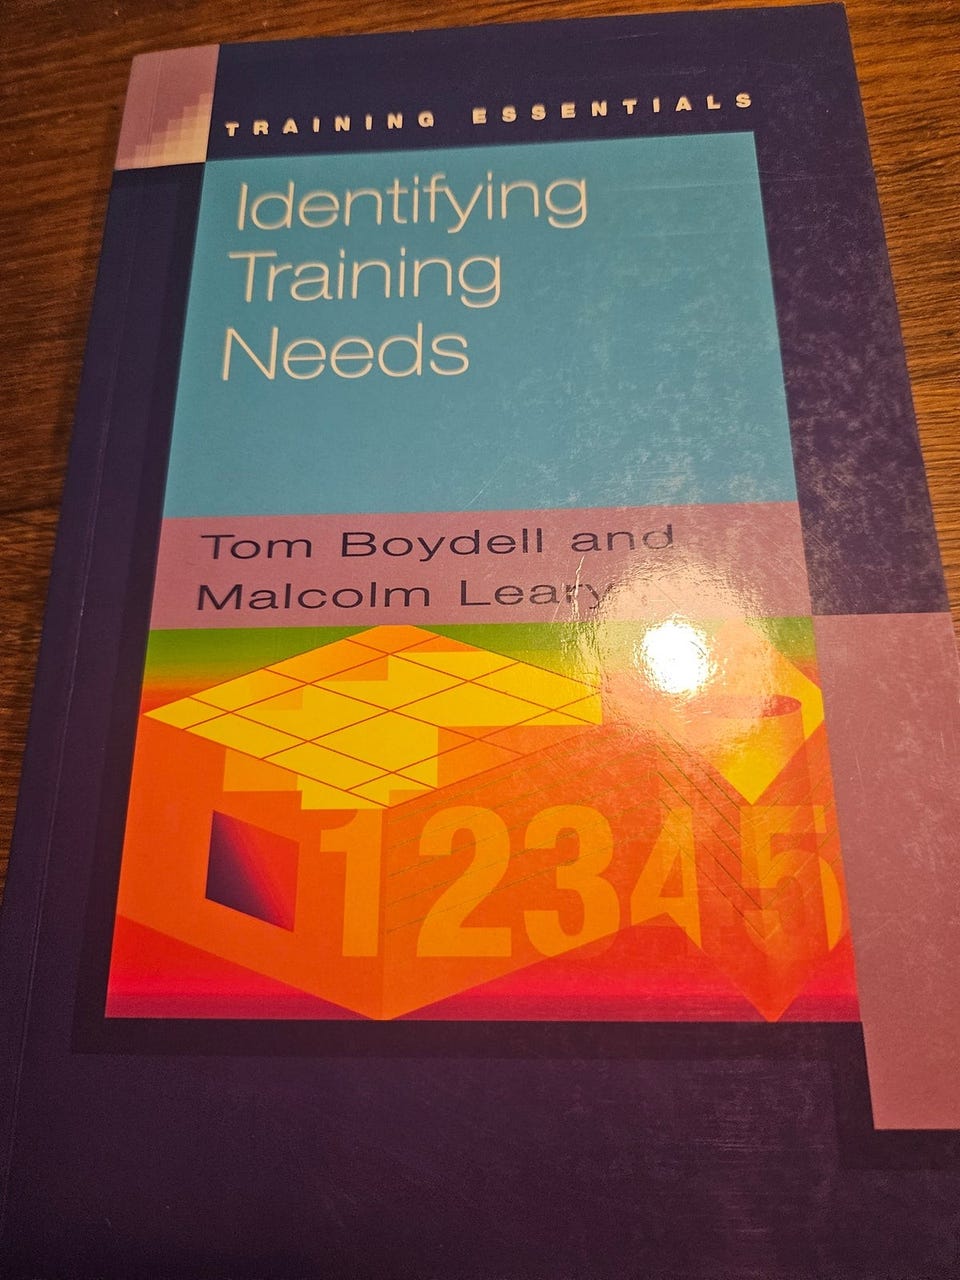 TRAINING ESSENTIALS
Identifying
Training
Needs
Tom Boydell and
Malcolm Leary
12345